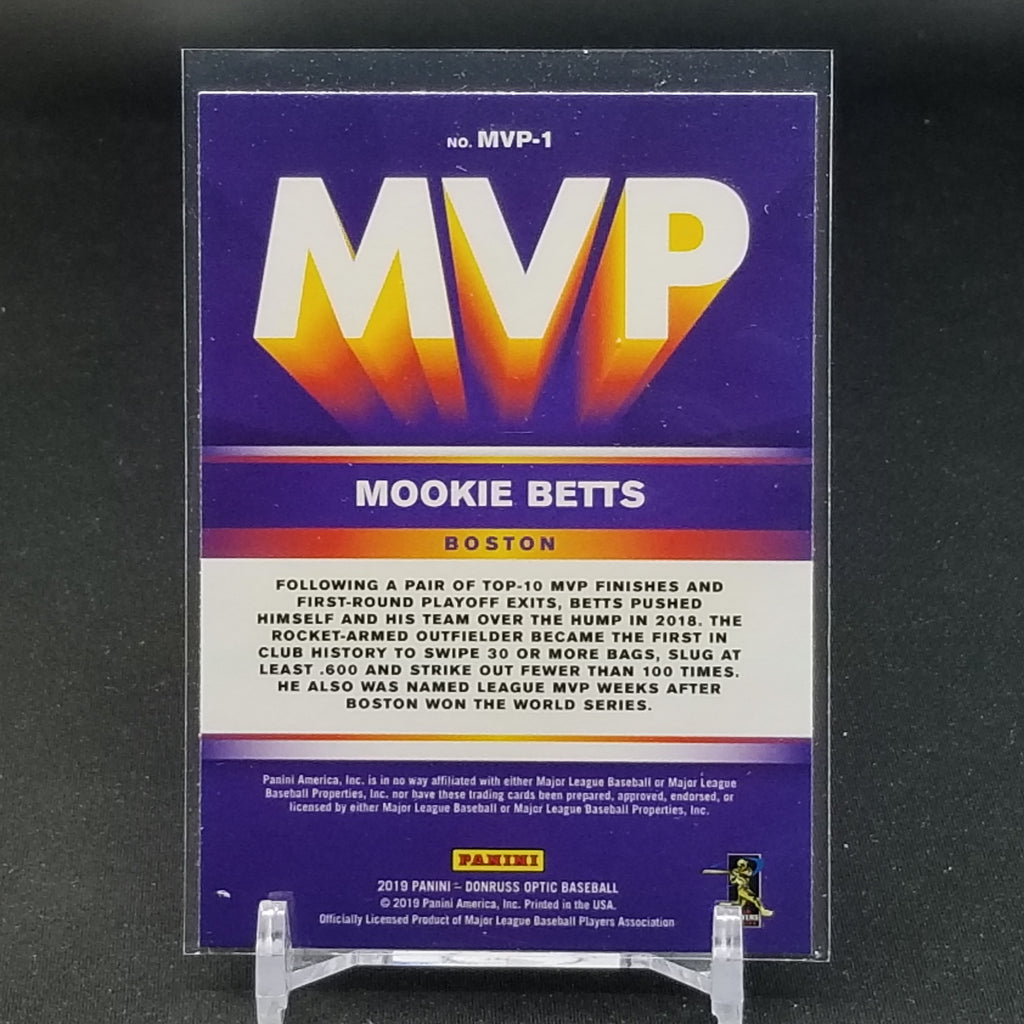 NO. MVP-1
MVP
MOOKIE BETTS
BOSTON
FOLLOWING A PAIR OF TOP-10 MVP FINISHES AND
FIRST-ROUND PLAYOFF EXITS, BETTS PUSHED
HIMSELF AND HIS TEAM OVER THE HUMP IN 2018. THE
ROCKET-ARMED OUTFIELDER BECAME THE FIRST IN
CLUB HISTORY TO SWIPE 30 OR MORE BAGS, SLUG AT
LEAST .600 AND STRIKE OUT FEWER THAN 100 TIMES.
HE ALSO WAS NAMED LEAGUE MVP WEEKS AFTER
BOSTON WON THE WORLD SERIES.
Panini America, Inc. is in no way affiliated with either Major League Baseball or Major League
Baseball Properties, Inc. nor have these trading cards been prepared, approved, endorsed, or
licensed by either Major League Baseball or Major League Baseball Properties, Inc.
PANINI
2019 PANINI – DONRUSS OPTIC BASEBALL
© 2019 Panini America, Inc. Printed in the USA.
Officially Licensed Product of Major League Baseball Players Association